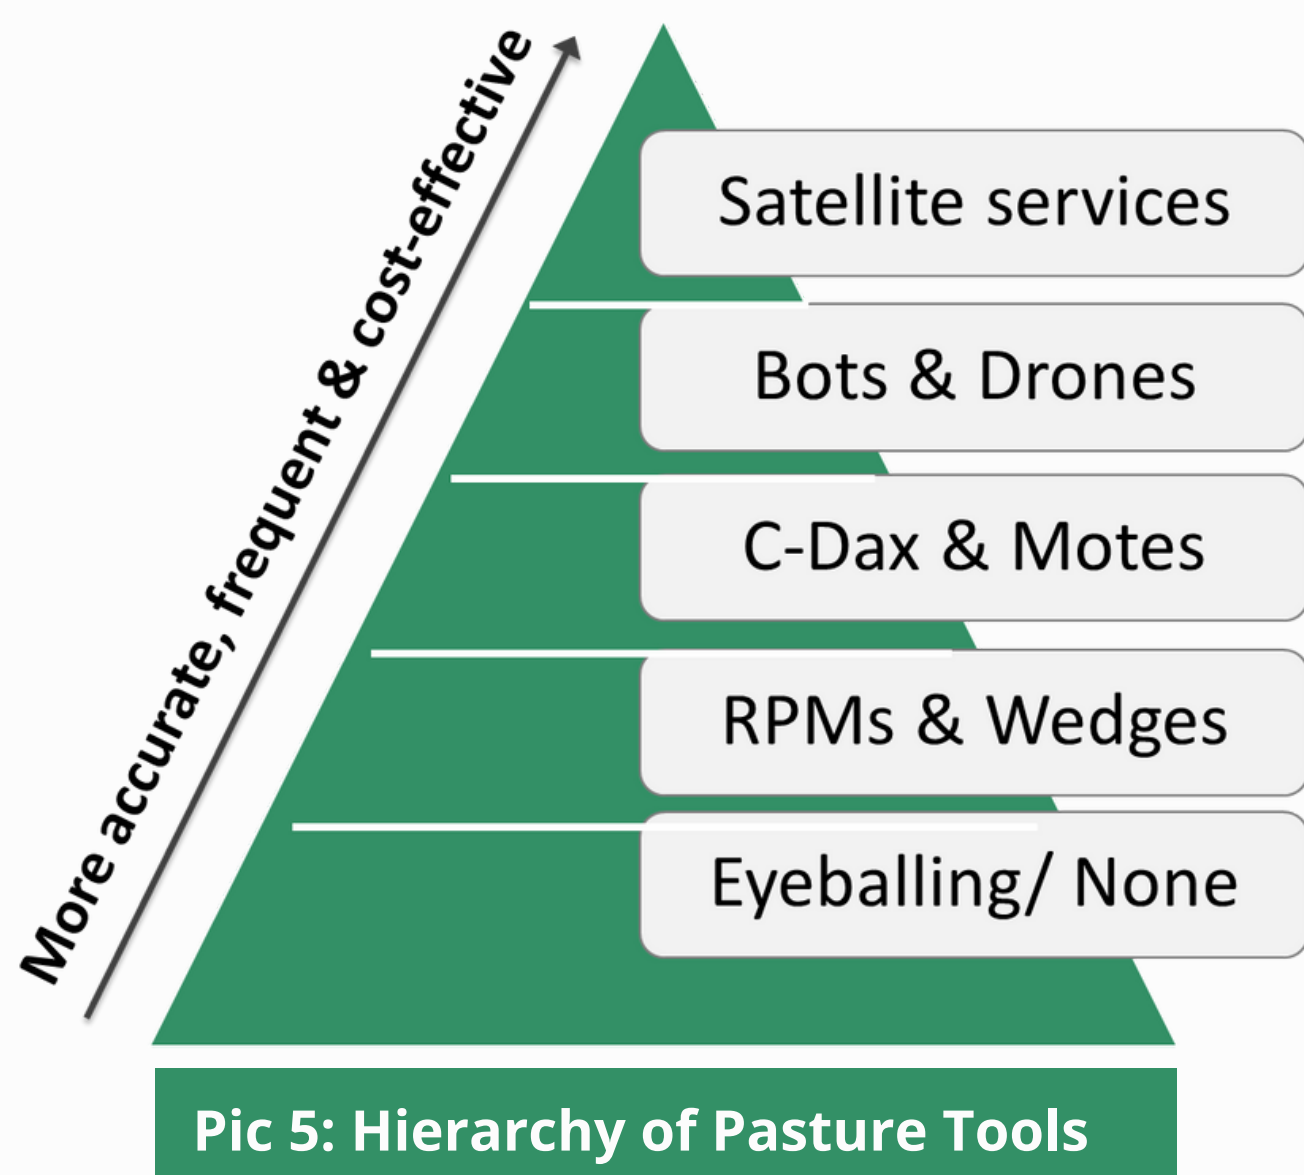 More accurate, frequent & cost-effective
Satellite services
Bots & Drones
C-Dax & Motes
RPMs & Wedges
Eyeballing/ None
Pic 5: Hierarchy of Pasture Tools